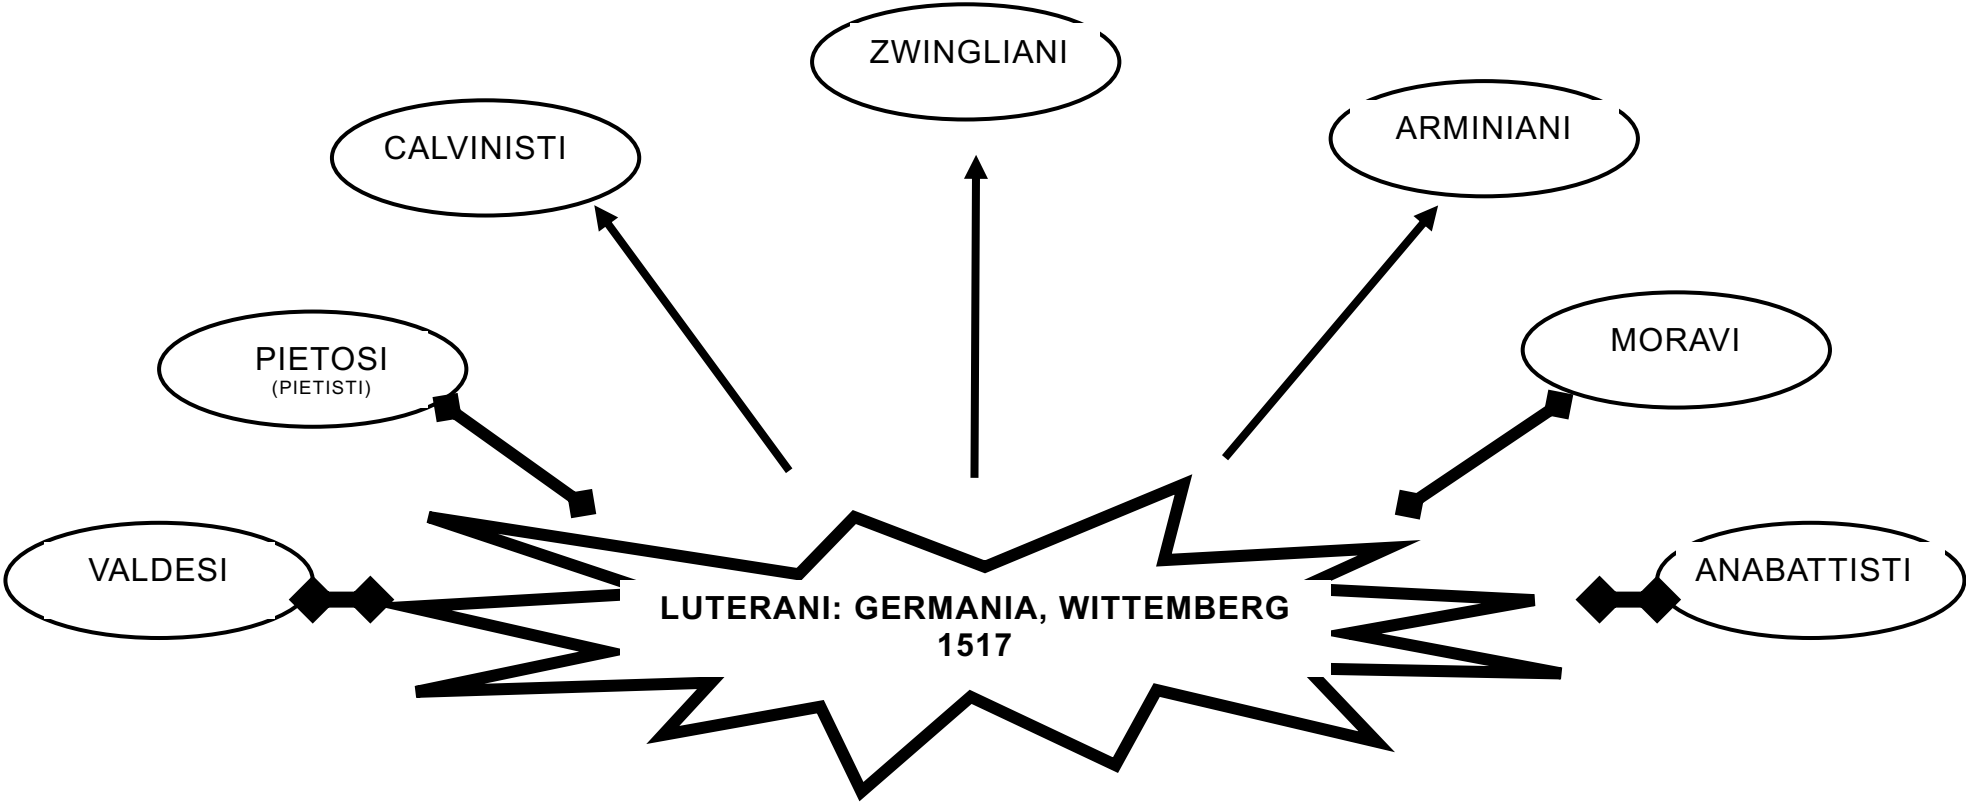 ZWINGLIANI
CALVINISTI
ARMINIANI
PIETOSI
(PIETISTI)
MORAVI
VALDESI
ANABATTISTI
LUTERANI: GERMANIA, WITTEMBERG
1517